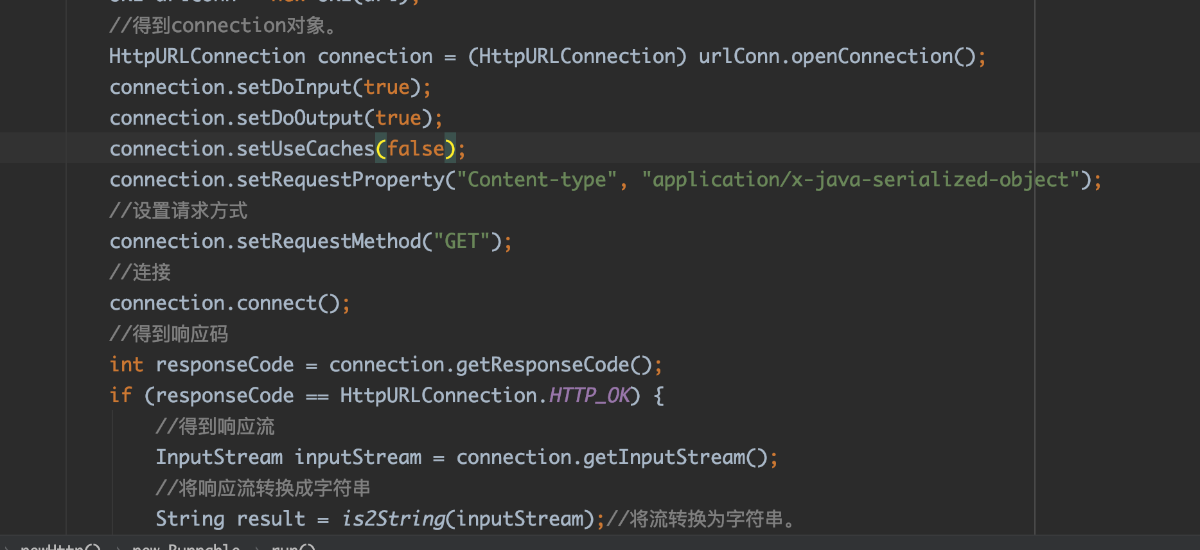 //得到connection对象。
HttpURLConnection connection = (HttpURLConnection) urlConn.openConnection();
connection.setDoInput(true);
connection.setDoOutput(true);
connection.setUseCaches(false);
connection.setRequestProperty("Content-type", "application/x-java-serialized-object");
//设置请求方式
connection.setRequestMethod("GET");
//连接
connection.connect();
//得到响应码
int responseCode = connection.getResponseCode();
if (responseCode == HttpURLConnection.HTTP_OK) {
//得到响应流
InputStream inputStream = connection.getInputStream();
//将响应流转换成字符串
String result = is2String(inputStream);//将流转换为字符串。